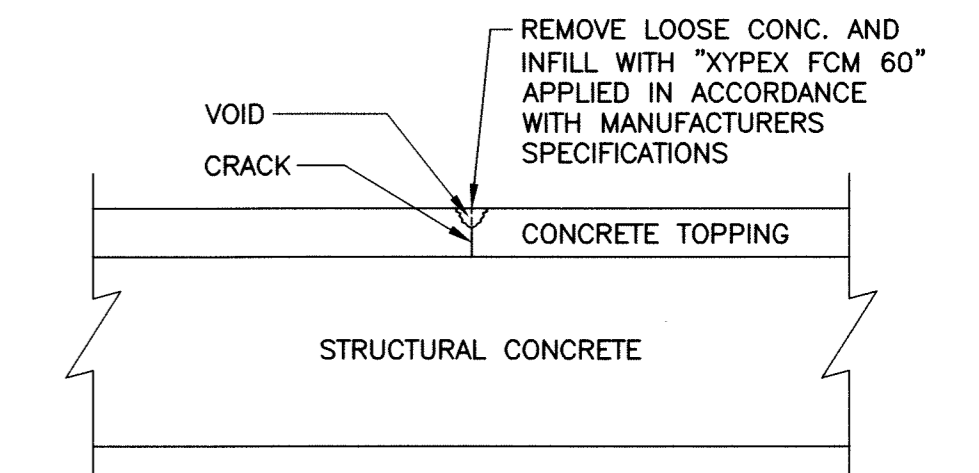 REMOVE LOOSE CONC. AND
INFILL WITH "XYPEX FCM 60"
APPLIED IN ACCORDANCE
WITH MANUFACTURERS
SPECIFICATIONS
VOID
CRACK
CONCRETE TOPPING
STRUCTURAL CONCRETE